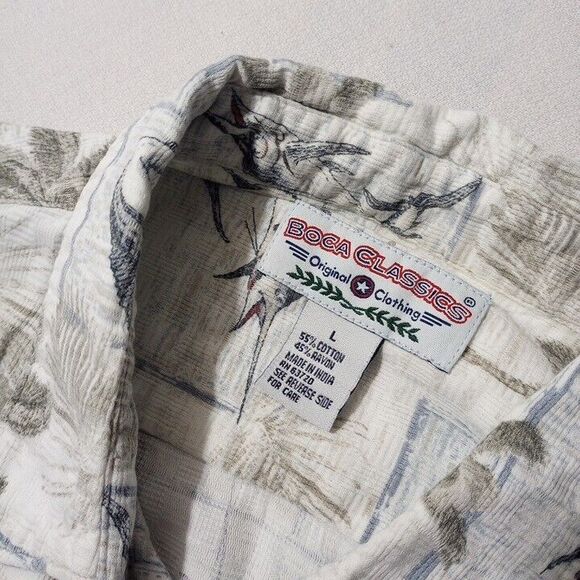 BOCA CLASSICS ®
Original Clothing
L
55% COTTON
45% RAYON
MADE IN INDIA
RN 63720
SEE REVERSE SIDE
FOR CARE